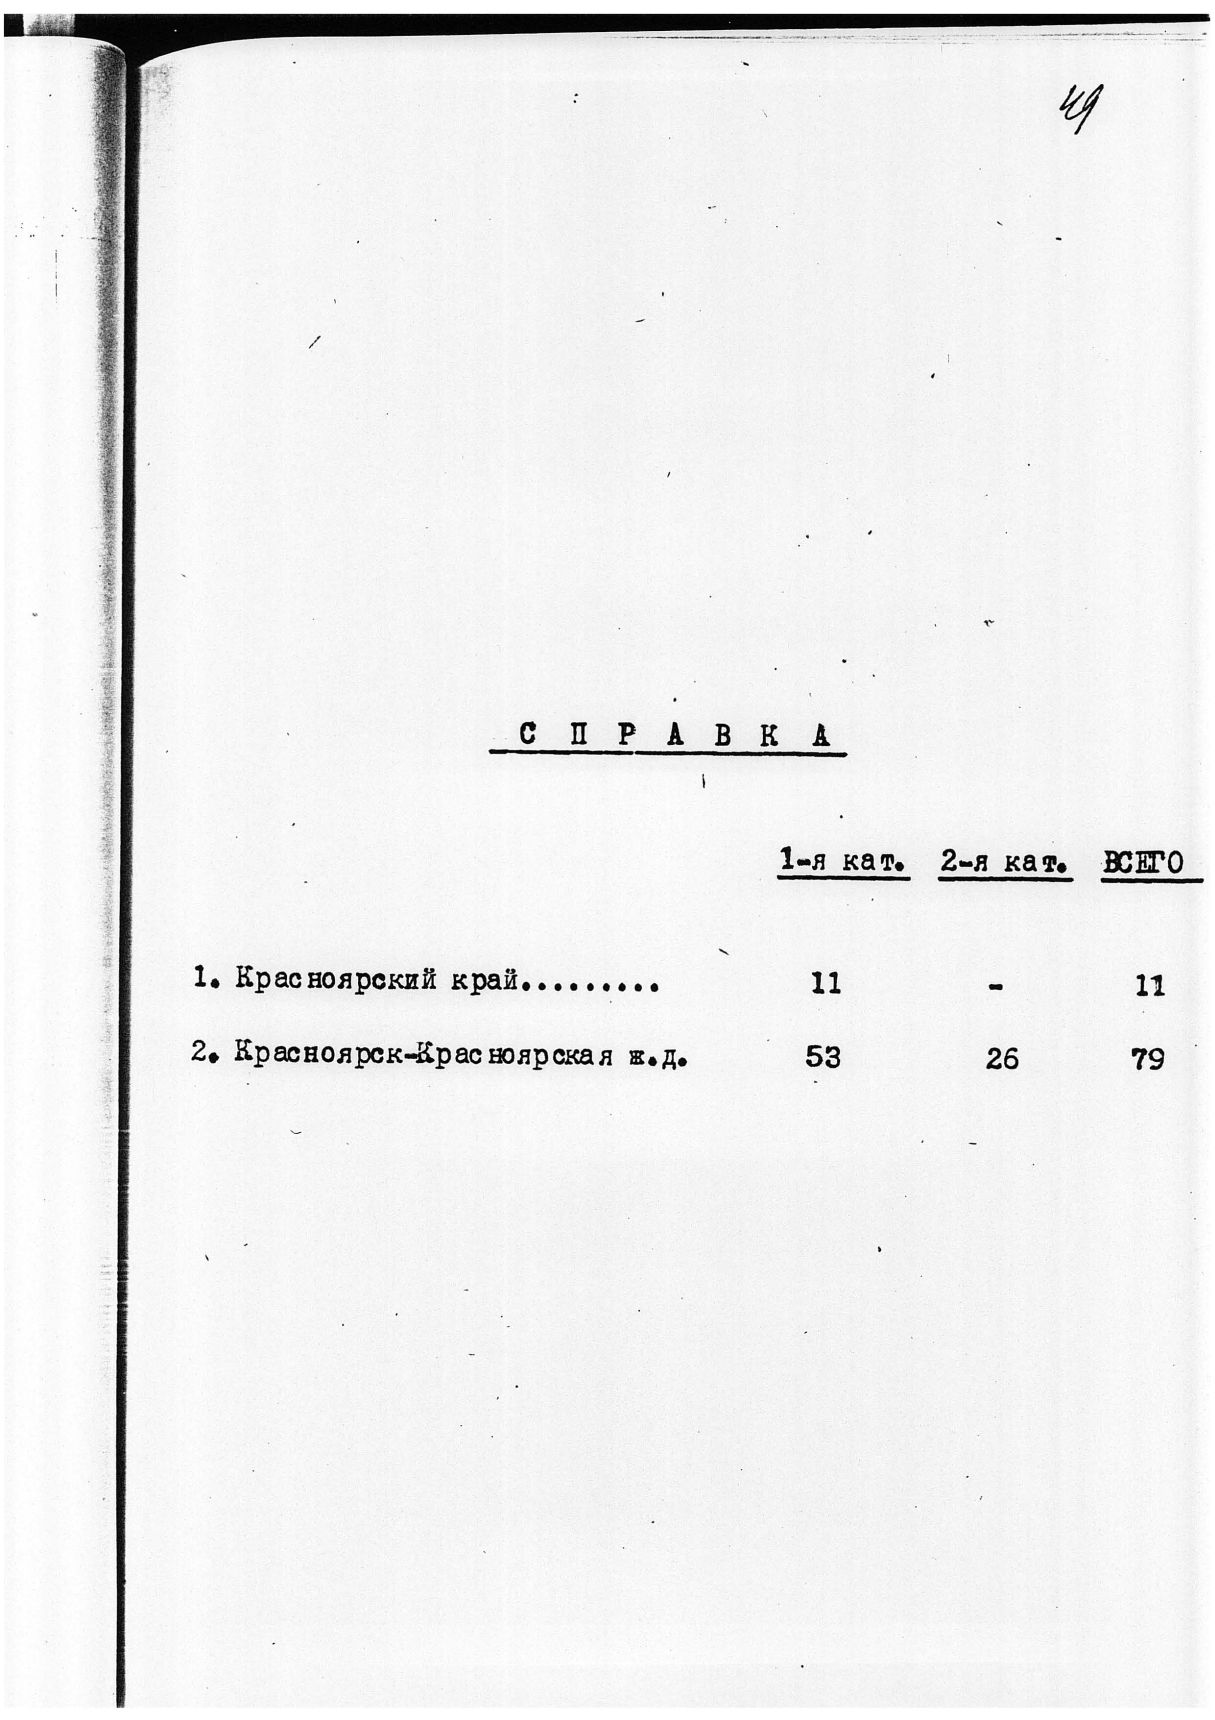 49
С П Р А В К А
1-я кат. 2-я кат. ВСЕГО
1. Красноярский край......... 11 - 11
2. Красноярск-Красноярская ж.д. 53 26 79